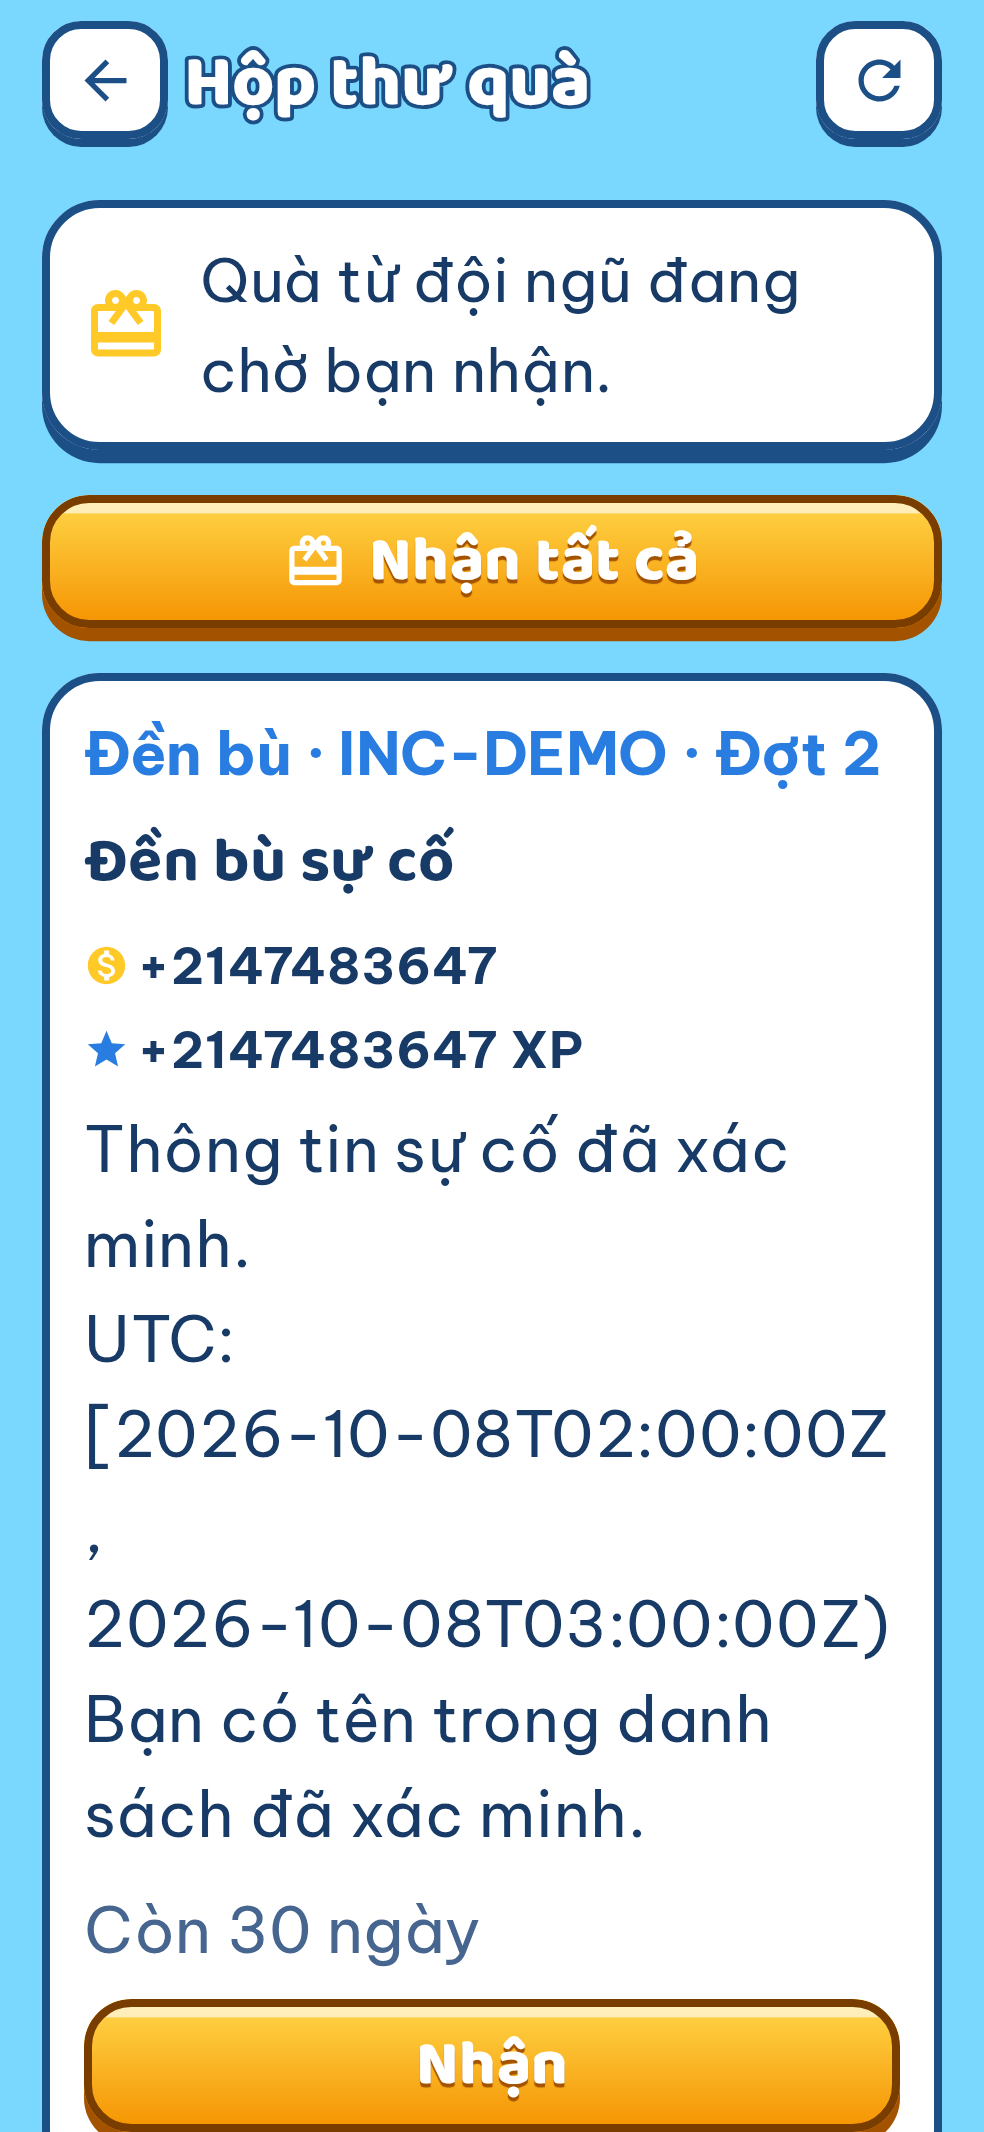 Hộp thư quà
Quà từ đội ngũ đang
chờ bạn nhận.
Nhận tất cả
Đền bù · INC-DEMO · Đợt 2
Đền bù sự cố
+2147483647
+2147483647 XP
Thông tin sự cố đã xác
minh.
UTC:
[2026-10-08T02:00:00Z
,
2026-10-08T03:00:00Z)
Bạn có tên trong danh
sách đã xác minh.
Còn 30 ngày
Nhận